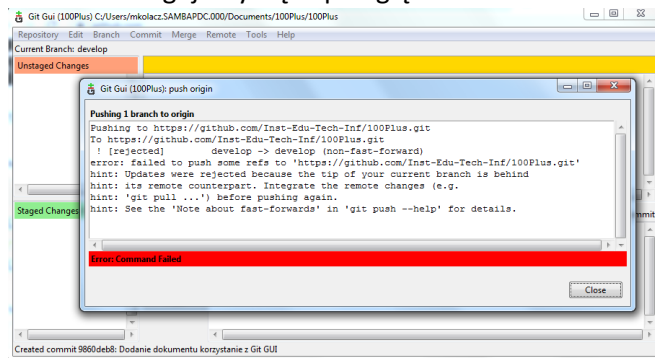 Git Gui (100Plus) C:/Users/mkolacz.SAMBAPDC.000/Documents/100Plus/100Plus
Repository Edit Branch Commit Merge Remote Tools Help
Current Branch: develop
Unstaged Changes
Git Gui (100Plus): push origin
Pushing 1 branch to origin
Pushing to https://github.com/Inst-Edu-Tech-Inf/100Plus.git
To https://github.com/Inst-Edu-Tech-Inf/100Plus.git
! [rejected] develop -> develop (non-fast-forward)
error: failed to push some refs to 'https://github.com/Inst-Edu-Tech-Inf/100Plus.git'
hint: Updates were rejected because the tip of your current branch is behind
hint: its remote counterpart. Integrate the remote changes (e.g.
hint: 'git pull ...') before pushing again.
hint: See the 'Note about fast-forwards' in 'git push --help' for details.
Staged Changes
Error: Command Failed
Close
Created commit 9860deb8: Dodanie dokumentu korzystanie z Git GUI